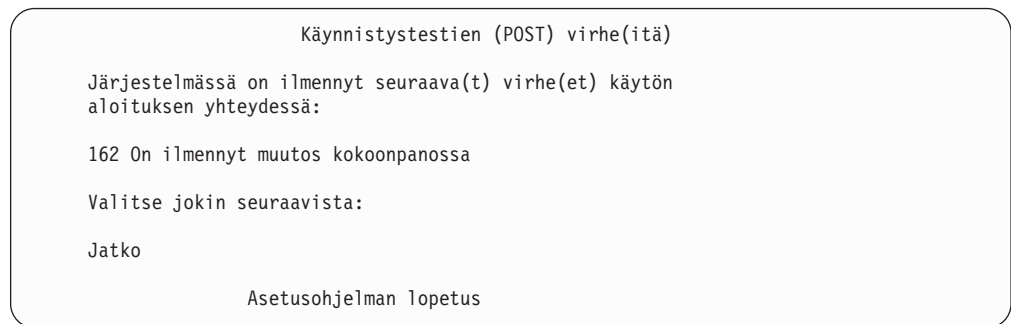 Käynnistystestien (POST) virhe(itä)
Järjestelmässä on ilmennyt seuraava(t) virhe(et) käytön
aloituksen yhteydessä:
162 On ilmennyt muutos kokoonpanossa
Valitse jokin seuraavista:
Jatko
Asetusohjelman lopetus